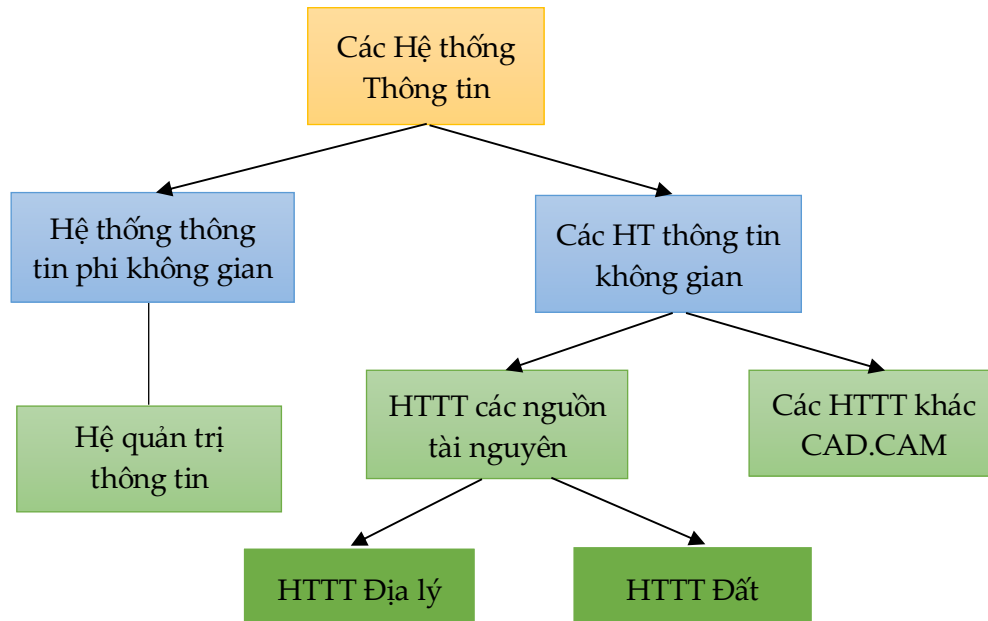 Các Hệ thống
Thông tin
Hệ thống thông
tin phi không gian
Các HT thông tin
không gian
Hệ quản trị
thông tin
HTTT các nguồn
tài nguyên
Các HTTT khác
CAD.CAM
HTTT Địa lý
HTTT Đất